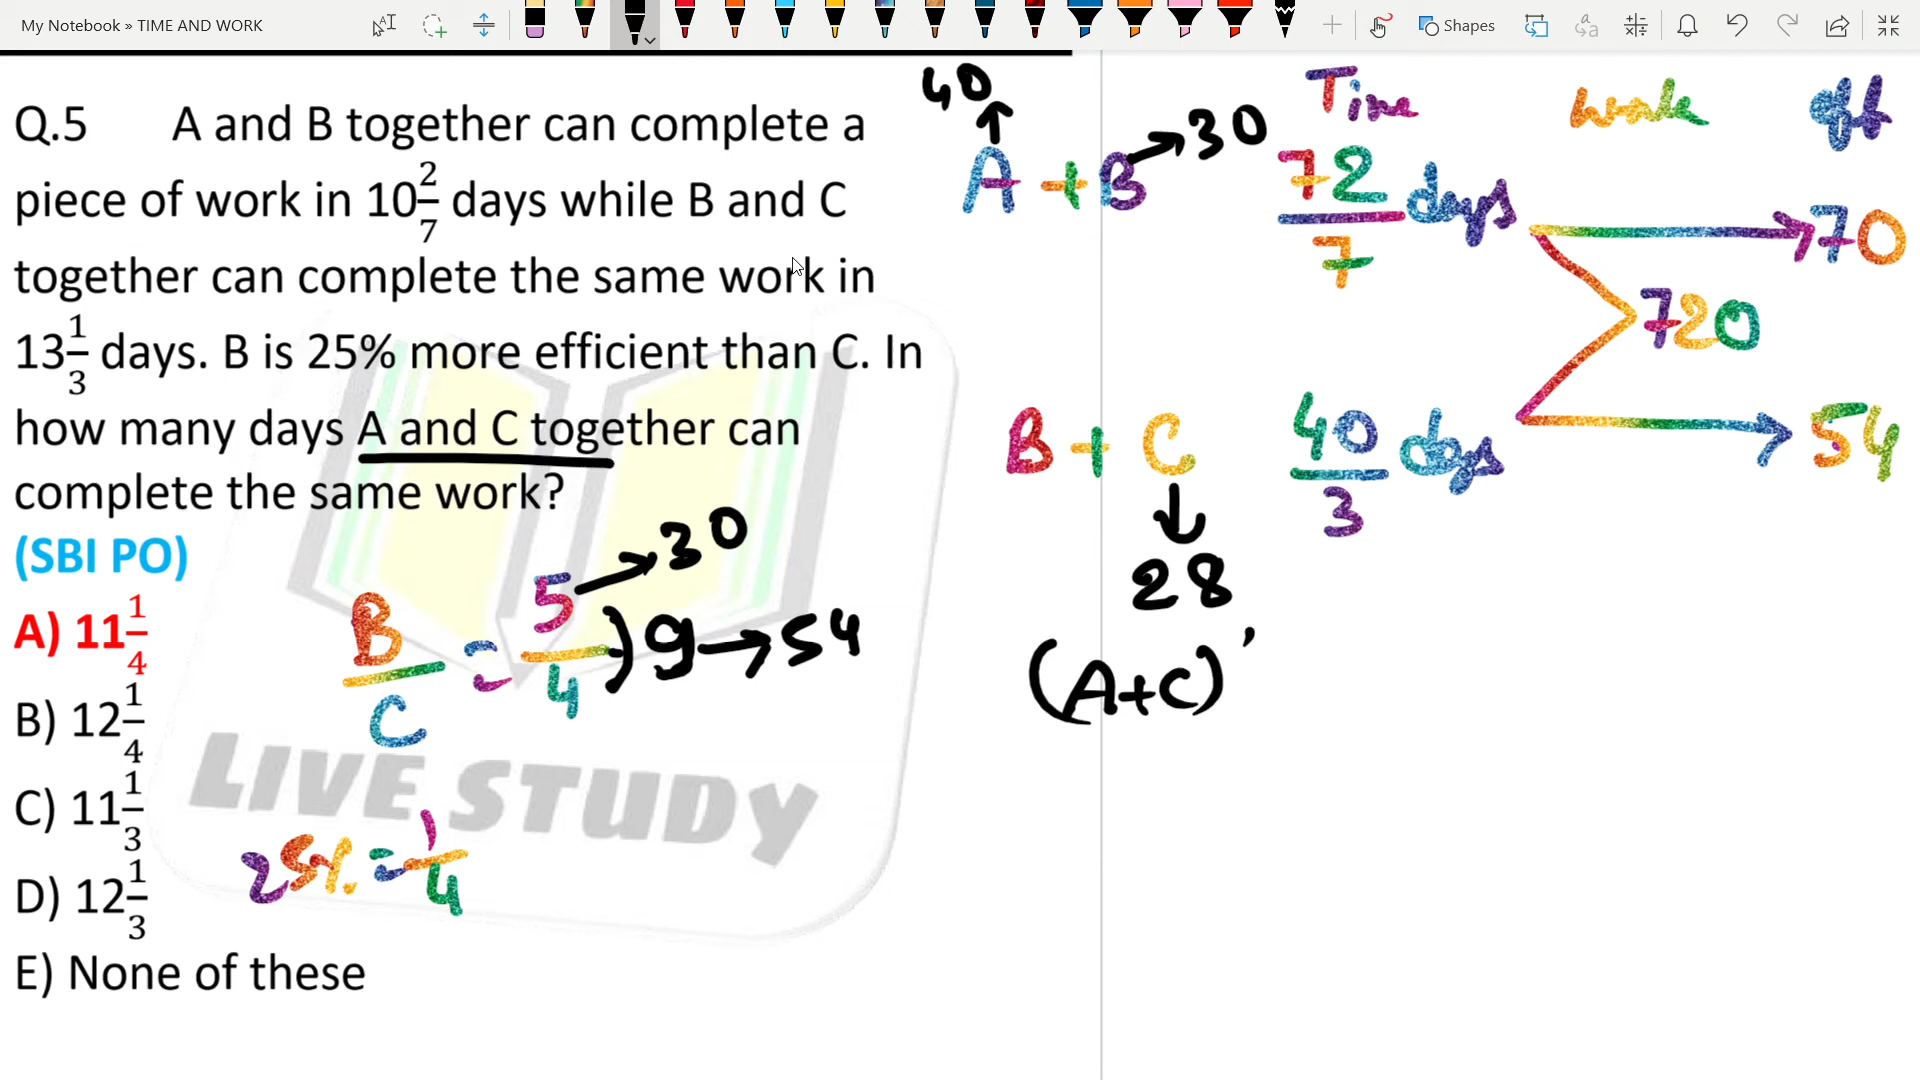 My Notebook » TIME AND WORK
Shapes
Q.5 A and B together can complete a
piece of work in 10 2/7 days while B and C
together can complete the same work in
13 1/3 days. B is 25% more efficient than C. In
how many days A and C together can
complete the same work?
(SBI PO)
A) 11 1/4
B) 12 1/4
C) 11 1/3
D) 12 1/3
E) None of these
B/C = 5/4 ) 9 → 54
→ 30
25% = 1/4
LIVE STUDY
Time work eff
40
A + B → 30 72/7 days 70
720
B + C 40/3 days 54
28
(A+C)'